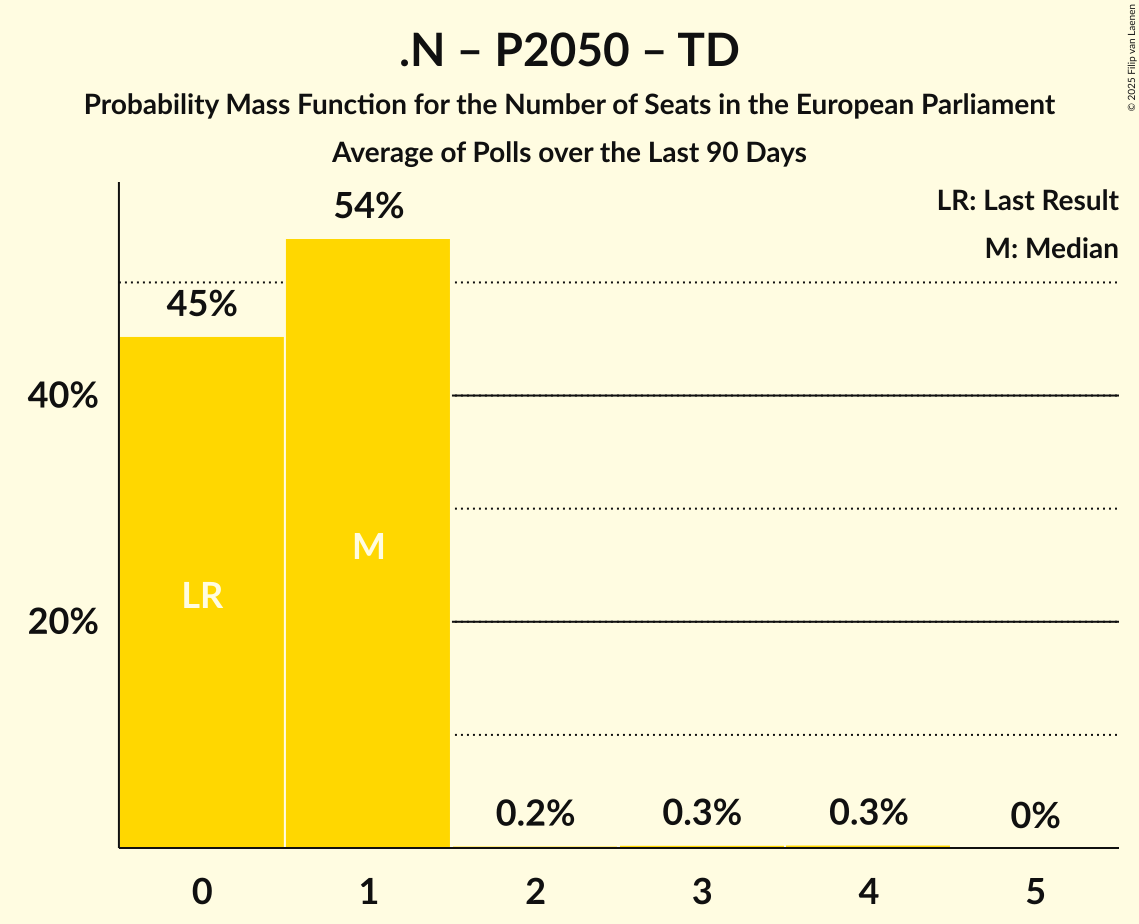 .N – P2050 – TD
Probability Mass Function for the Number of Seats in the European Parliament
Average of Polls over the Last 90 Days
© 2025 Filip van Laenen
LR: Last Result
M: Median
54%
45%
40%
20%
M
LR
0.2%
0.3%
0.3%
0%
0
1
2
3
4
5